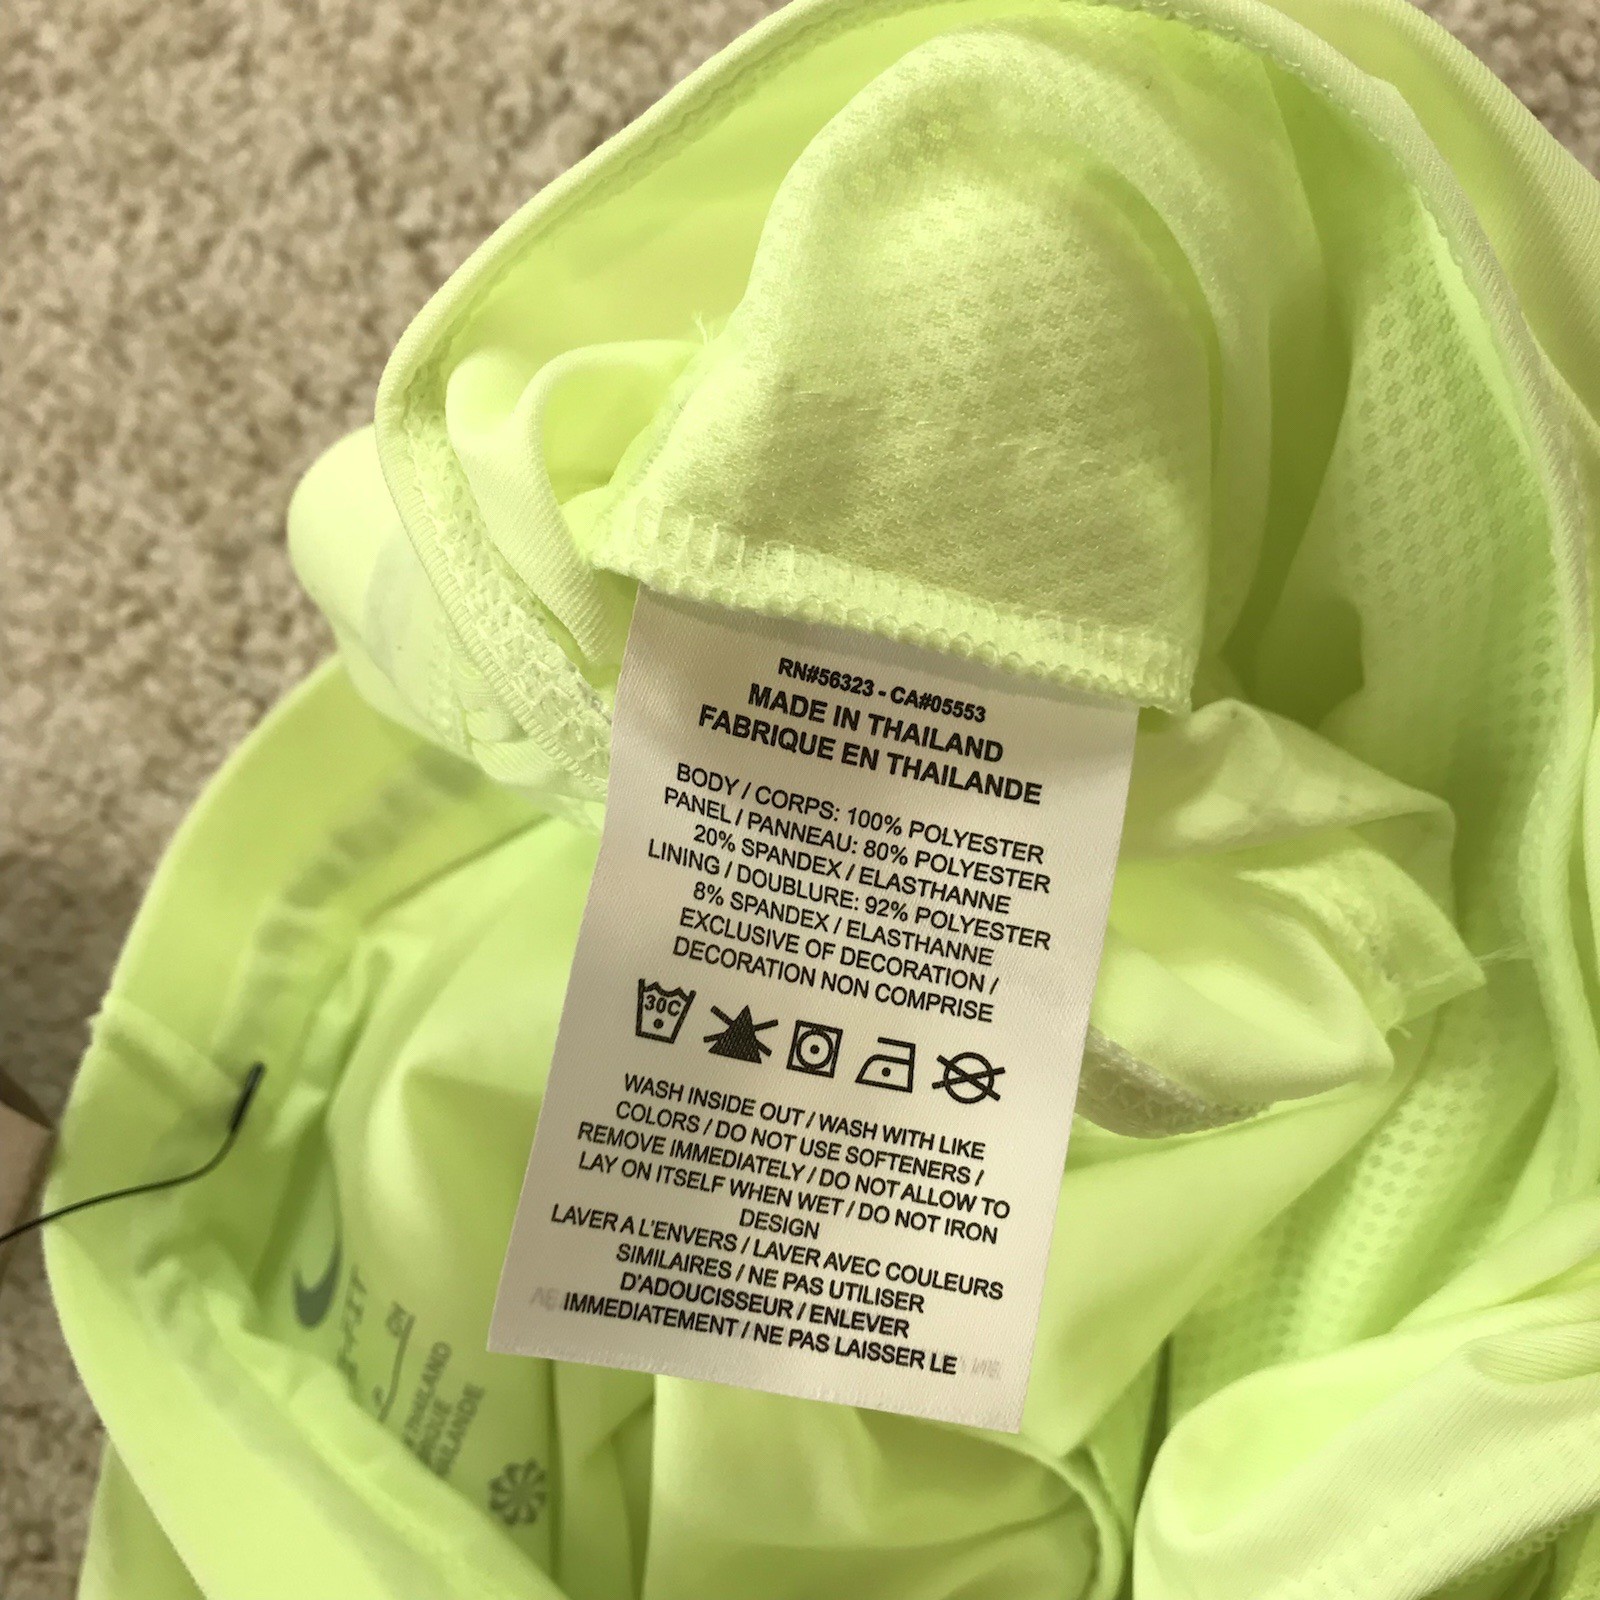 RN#56323 - CA#05553
MADE IN THAILAND
FABRIQUE EN THAILANDE
BODY / CORPS: 100% POLYESTER
PANEL / PANNEAU: 80% POLYESTER
20% SPANDEX / ELASTHANNE
LINING / DOUBLURE: 92% POLYESTER
8% SPANDEX / ELASTHANNE
EXCLUSIVE OF DECORATION /
DECORATION NON COMPRISE
30C
WASH INSIDE OUT / WASH WITH LIKE
COLORS / DO NOT USE SOFTENERS /
REMOVE IMMEDIATELY / DO NOT ALLOW TO
LAY ON ITSELF WHEN WET / DO NOT IRON
DESIGN
LAVER A L'ENVERS / LAVER AVEC COULEURS
SIMILAIRES / NE PAS UTILISER
D'ADOUCISSEUR / ENLEVER
IMMEDIATEMENT / NE PAS LAISSER LE